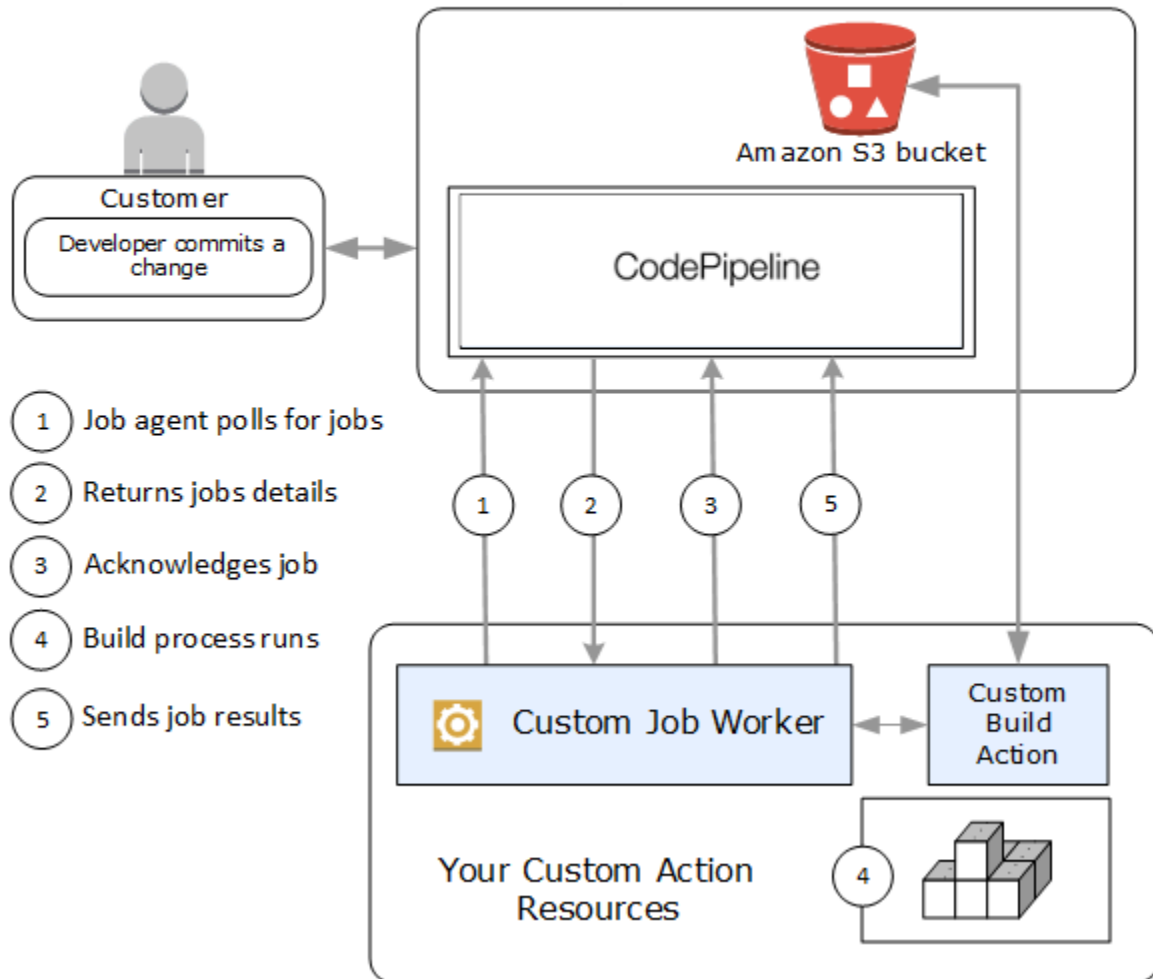 Amazon S3 bucket
Customer
Developer commits a
change
CodePipeline
1 Job agent polls for jobs
2 Returns jobs details
3 Acknowledges job
4 Build process runs
5 Sends job results
1 2 3 5
Custom Job Worker
Custom
Build
Action
Your Custom Action
Resources
4